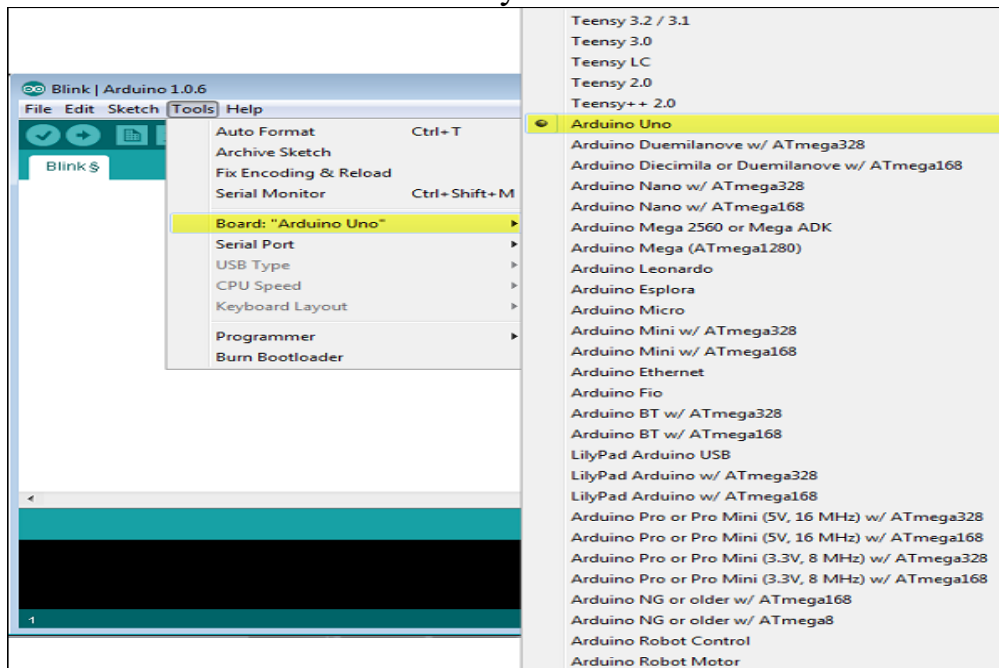 Blink | Arduino 1.0.6
File Edit Sketch Tools Help
Blink §
Auto Format Ctrl+T
Archive Sketch
Fix Encoding & Reload
Serial Monitor Ctrl+Shift+M
Board: "Arduino Uno"
Serial Port
USB Type
CPU Speed
Keyboard Layout
Programmer
Burn Bootloader
1
Teensy 3.2 / 3.1
Teensy 3.0
Teensy LC
Teensy 2.0
Teensy++ 2.0
Arduino Uno
Arduino Duemilanove w/ ATmega328
Arduino Diecimila or Duemilanove w/ ATmega168
Arduino Nano w/ ATmega328
Arduino Nano w/ ATmega168
Arduino Mega 2560 or Mega ADK
Arduino Mega (ATmega1280)
Arduino Leonardo
Arduino Esplora
Arduino Micro
Arduino Mini w/ ATmega328
Arduino Mini w/ ATmega168
Arduino Ethernet
Arduino Fio
Arduino BT w/ ATmega328
Arduino BT w/ ATmega168
LilyPad Arduino USB
LilyPad Arduino w/ ATmega328
LilyPad Arduino w/ ATmega168
Arduino Pro or Pro Mini (5V, 16 MHz) w/ ATmega328
Arduino Pro or Pro Mini (5V, 16 MHz) w/ ATmega168
Arduino Pro or Pro Mini (3.3V, 8 MHz) w/ ATmega328
Arduino Pro or Pro Mini (3.3V, 8 MHz) w/ ATmega168
Arduino NG or older w/ ATmega168
Arduino NG or older w/ ATmega8
Arduino Robot Control
Arduino Robot Motor